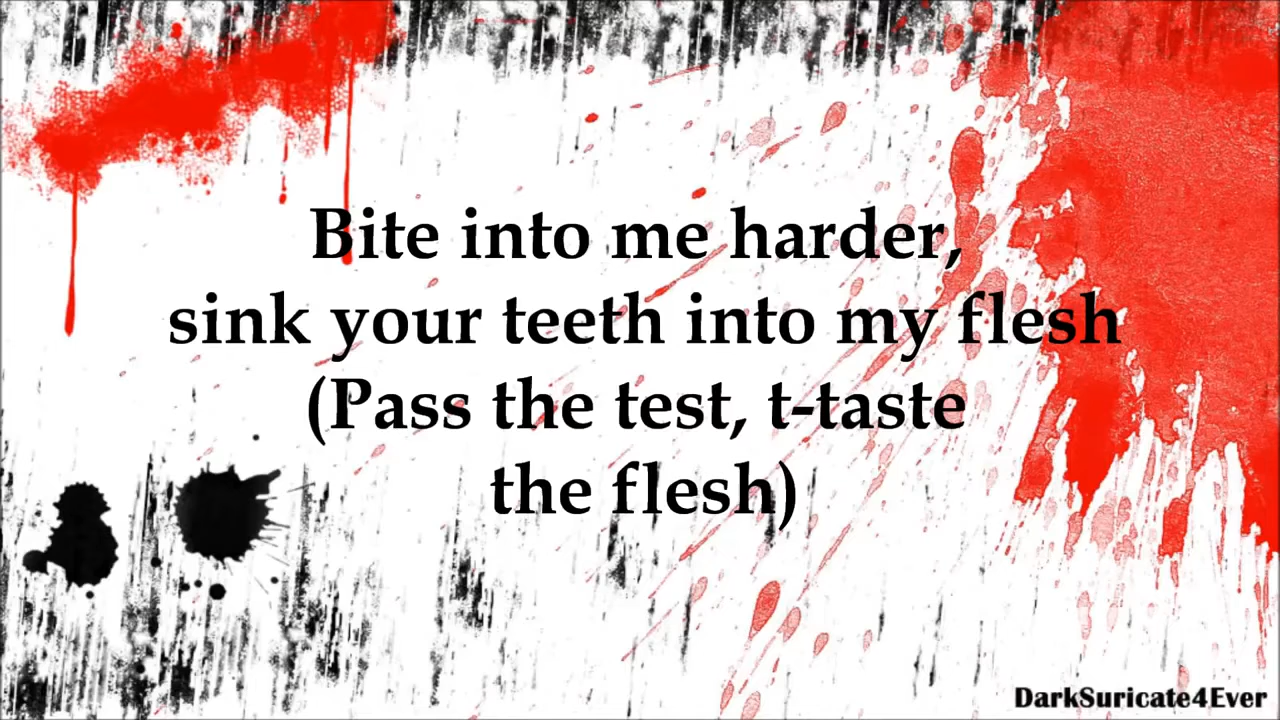 Bite into me harder,
sink your teeth into my flesh
(Pass the test, t-taste
the flesh)
DarkSuricate4Ever